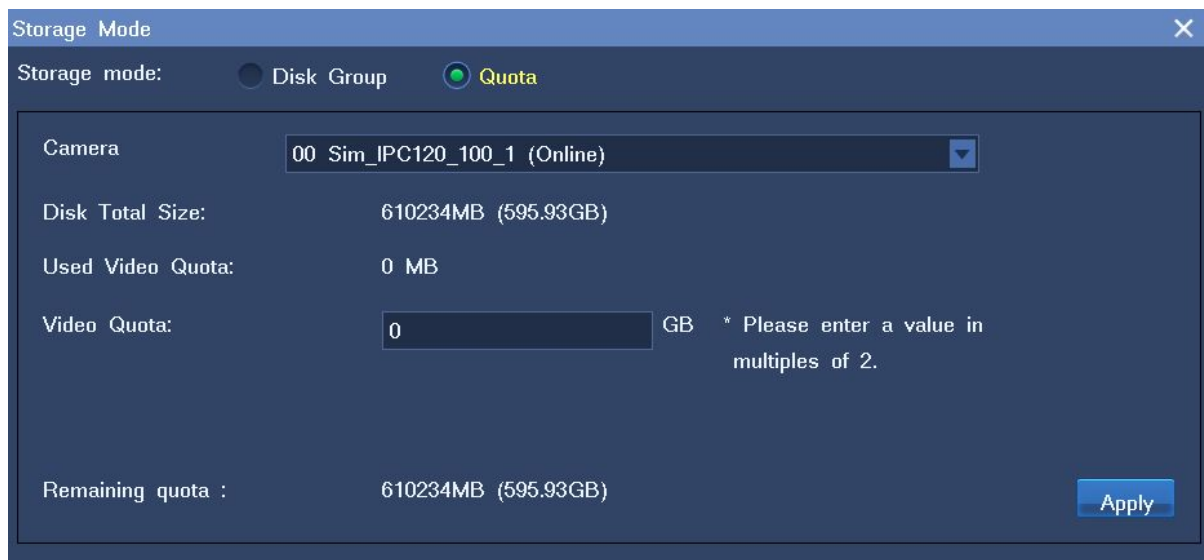 Storage Mode
Storage mode: Disk Group Quota
Camera 00 Sim_IPC120_100_1 (Online)
Disk Total Size: 610234MB (595.93GB)
Used Video Quota: 0 MB
Video Quota: 0 GB * Please enter a value in
multiples of 2.
Remaining quota : 610234MB (595.93GB)
Apply